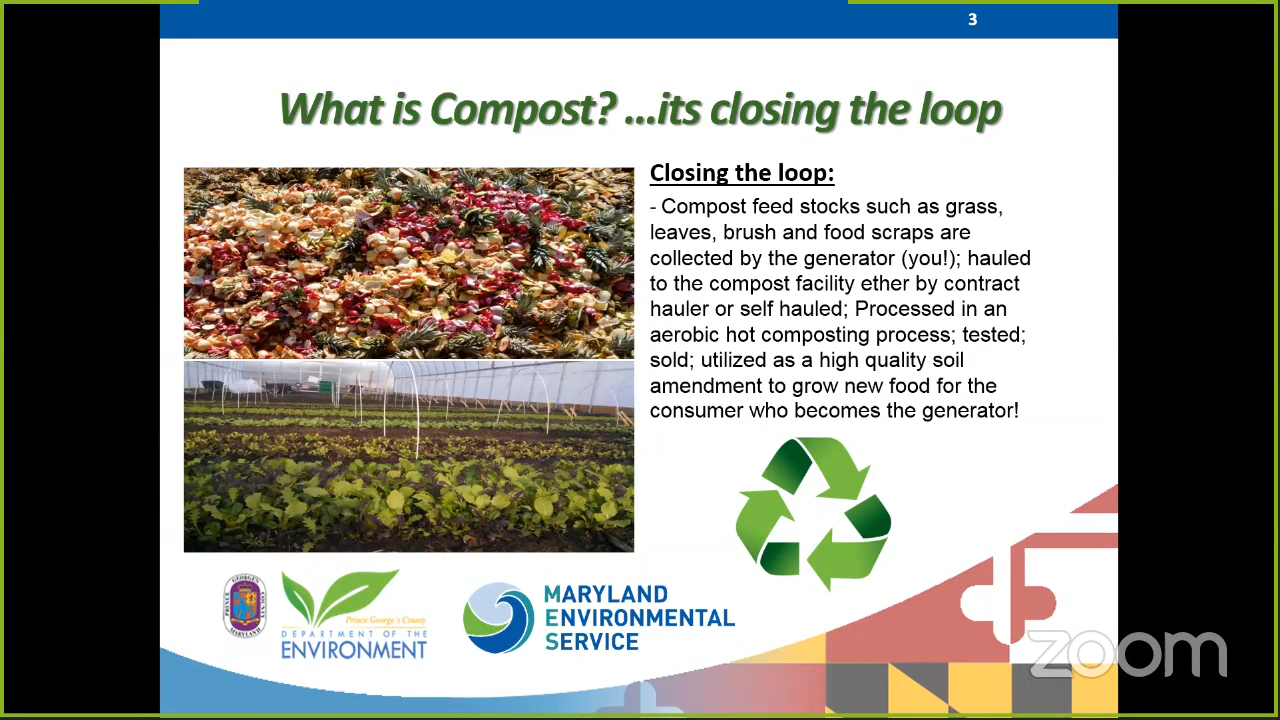 3
What is Compost? ...its closing the loop
Closing the loop:
- Compost feed stocks such as grass,
leaves, brush and food scraps are
collected by the generator (you!); hauled
to the compost facility ether by contract
hauler or self hauled; Processed in an
aerobic hot composting process; tested;
sold; utilized as a high quality soil
amendment to grow new food for the
consumer who becomes the generator!
PRINCE GEORGE'S COUNTY
MARYLAND
Prince George's County
DEPARTMENT OF THE
ENVIRONMENT
MARYLAND
ENVIRONMENTAL
SERVICE
zoom